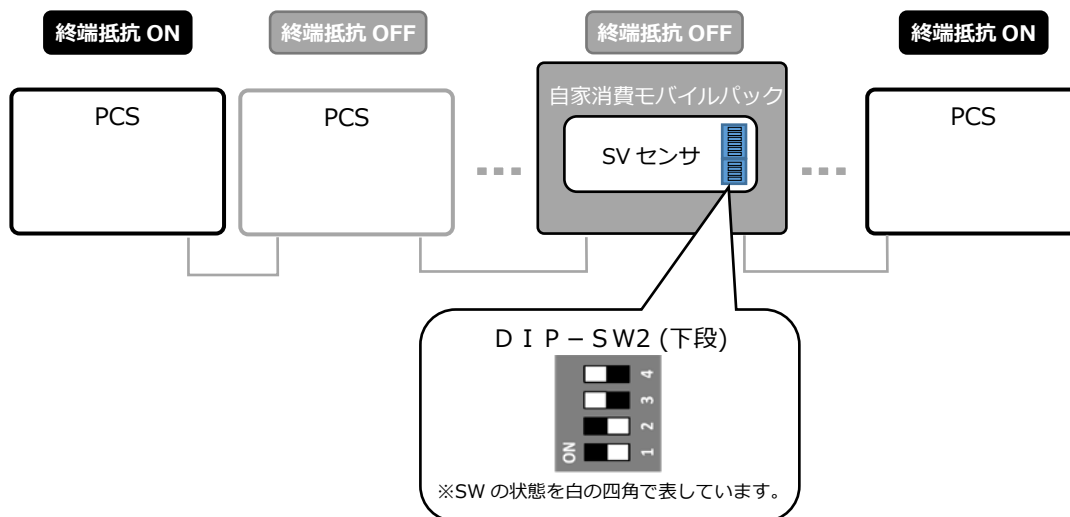 終端抵抗 ON
終端抵抗 OFF
終端抵抗 OFF
終端抵抗 ON
PCS
PCS
自家消費モバイルパック
SV センサ
PCS
ＤＩＰ－ＳＷ2 (下段)
4
3
2
1
ON
※SW の状態を白の四角で表しています。